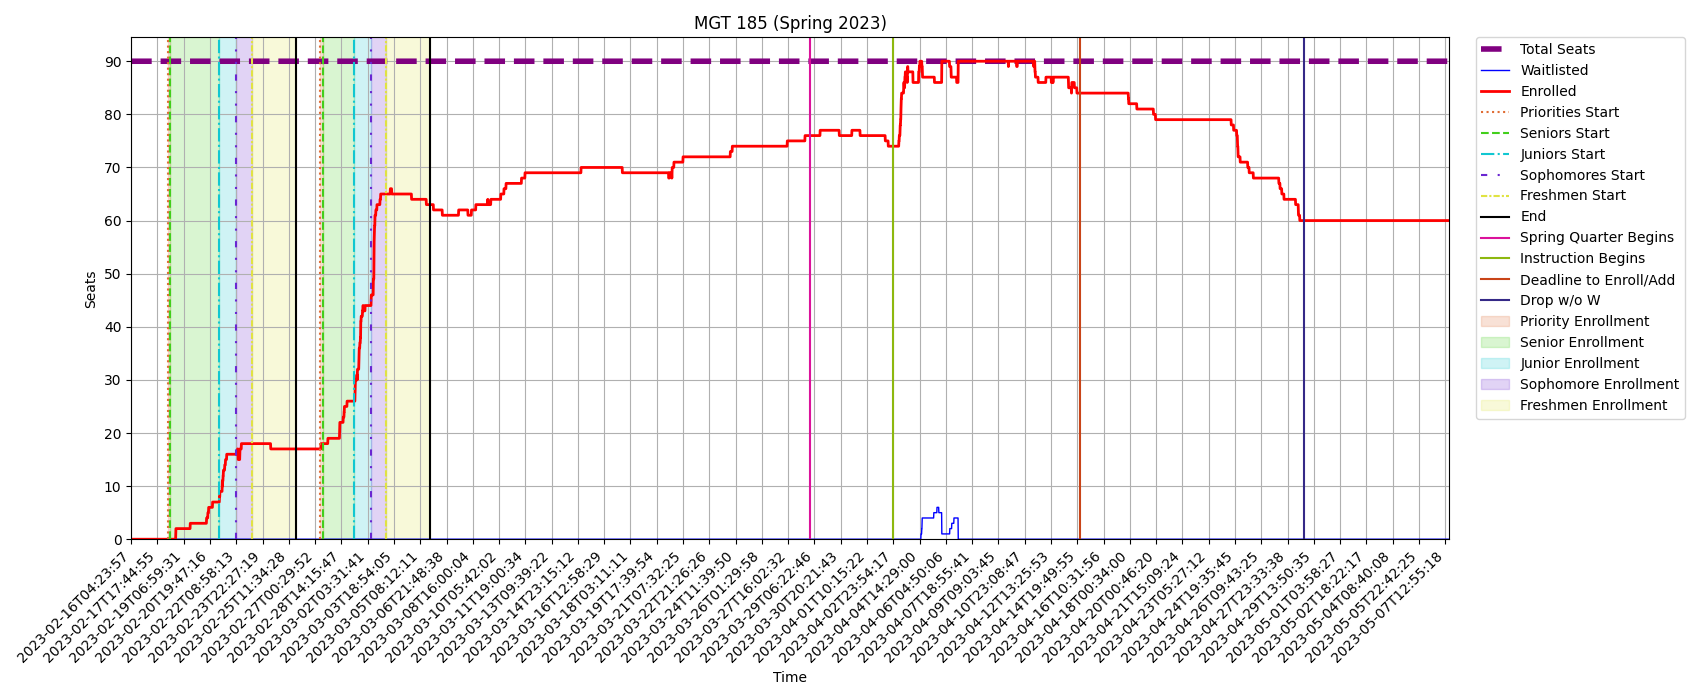 MGT 185 (Spring 2023)
Seats
90
80
70
60
50
40
30
20
10
0
2023-02-16T04:23:57
2023-02-17T17:44:55
2023-02-19T06:59:31
2023-02-20T19:47:16
2023-02-22T08:58:13
2023-02-23T22:27:19
2023-02-25T11:34:28
2023-02-27T00:29:52
2023-02-28T14:15:47
2023-03-02T03:31:41
2023-03-03T18:54:05
2023-03-05T08:12:11
2023-03-06T21:48:38
2023-03-08T16:00:04
2023-03-10T05:42:02
2023-03-11T19:00:34
2023-03-13T09:39:22
2023-03-14T23:15:12
2023-03-16T12:58:29
2023-03-18T03:11:11
2023-03-19T17:39:54
2023-03-21T07:32:25
2023-03-22T21:26:28
2023-03-24T11:39:50
2023-03-26T01:29:58
2023-03-27T16:02:32
2023-03-29T06:22:46
2023-03-30T20:21:43
2023-04-01T10:15:22
2023-04-02T23:54:17
2023-04-04T14:29:00
2023-04-06T04:50:06
2023-04-07T18:55:41
2023-04-09T09:03:45
2023-04-10T23:08:47
2023-04-12T13:25:53
2023-04-14T19:49:55
2023-04-16T10:31:56
2023-04-18T00:34:00
2023-04-20T00:46:20
2023-04-21T15:09:24
2023-04-23T05:27:12
2023-04-24T19:35:45
2023-04-26T09:43:25
2023-04-27T23:33:38
2023-04-29T13:50:35
2023-05-01T03:58:27
2023-05-02T18:22:17
2023-05-04T08:40:08
2023-05-05T22:42:25
2023-05-07T12:55:18
Time
Total Seats
Waitlisted
Enrolled
Priorities Start
Seniors Start
Juniors Start
Sophomores Start
Freshmen Start
End
Spring Quarter Begins
Instruction Begins
Deadline to Enroll/Add
Drop w/o W
Priority Enrollment
Senior Enrollment
Junior Enrollment
Sophomore Enrollment
Freshmen Enrollment